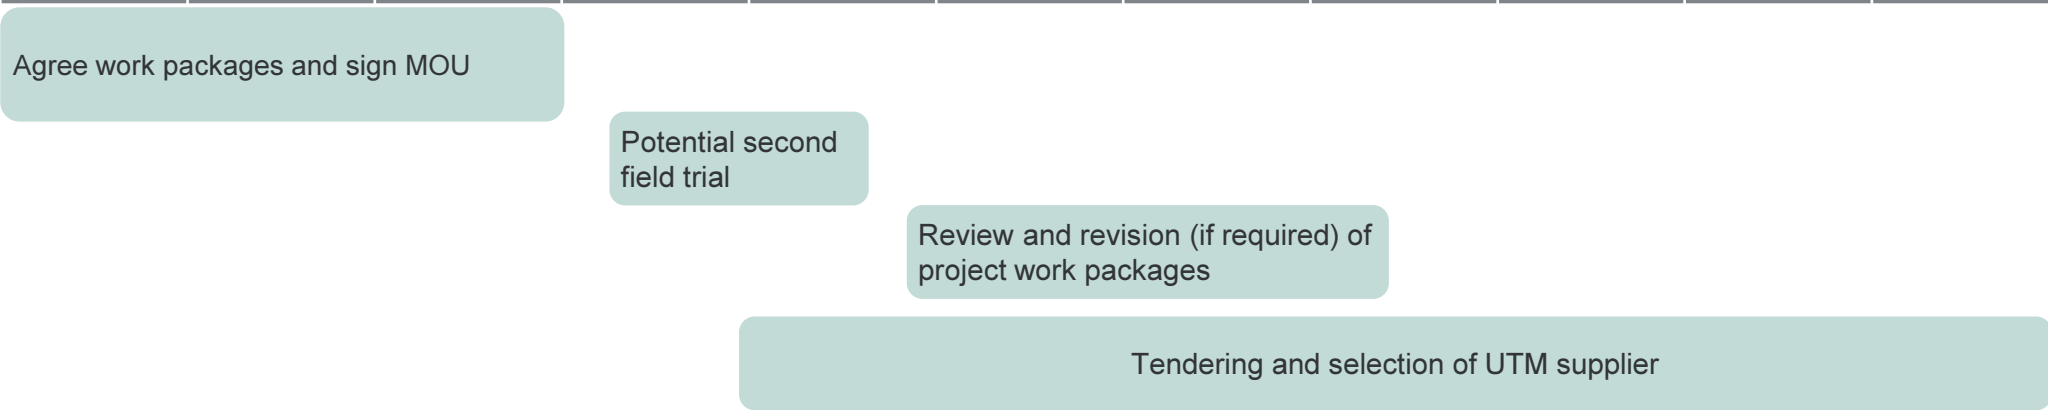 Agree work packages and sign MOU
Potential second
field trial
Review and revision (if required) of
project work packages
Tendering and selection of UTM supplier